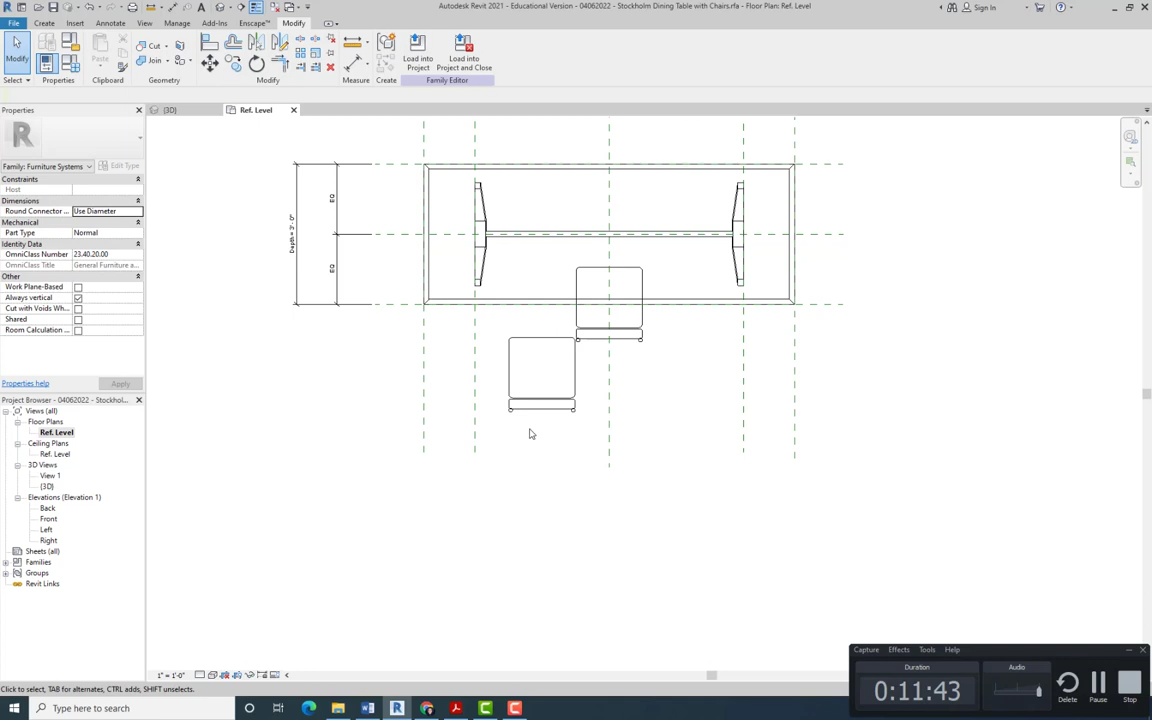 Autodesk Revit 2021 - Educational Version - 04062022 - Stockholm Dining Table with Chairs.rfa - Floor Plan: Ref. Level
Sign In
File Create Insert Annotate View Manage Add-Ins Enscape™ Modify
Modify
Paste
Cut
Join
Load into
Project
Load into
Project and Close
Select Properties Clipboard Geometry Modify Measure Create Family Editor
Properties
{3D}
Ref. Level
Family: Furniture Systems
Edit Type
Constraints
Host
Dimensions
Round Connector ... Use Diameter
Mechanical
Part Type Normal
Identity Data
OmniClass Number 23.40.20.00
OmniClass Title General Furniture a...
Other
Work Plane-Based
Always vertical
Cut with Voids Wh...
Shared
Room Calculation ...
Properties help
Apply
Project Browser - 04062022 - Stockho...
Views (all)
Floor Plans
Ref. Level
Ceiling Plans
Ref. Level
3D Views
View 1
{3D}
Elevations (Elevation 1)
Back
Front
Left
Right
Sheets (all)
Families
Groups
Revit Links
Depth = 3' - 0"
EQ
EQ
1" = 1'-0"
Click to select, TAB for alternates, CTRL adds, SHIFT unselects.
Capture Effects Tools Help
Duration
0:11:43
Audio
Delete
Pause
Stop
Type here to search